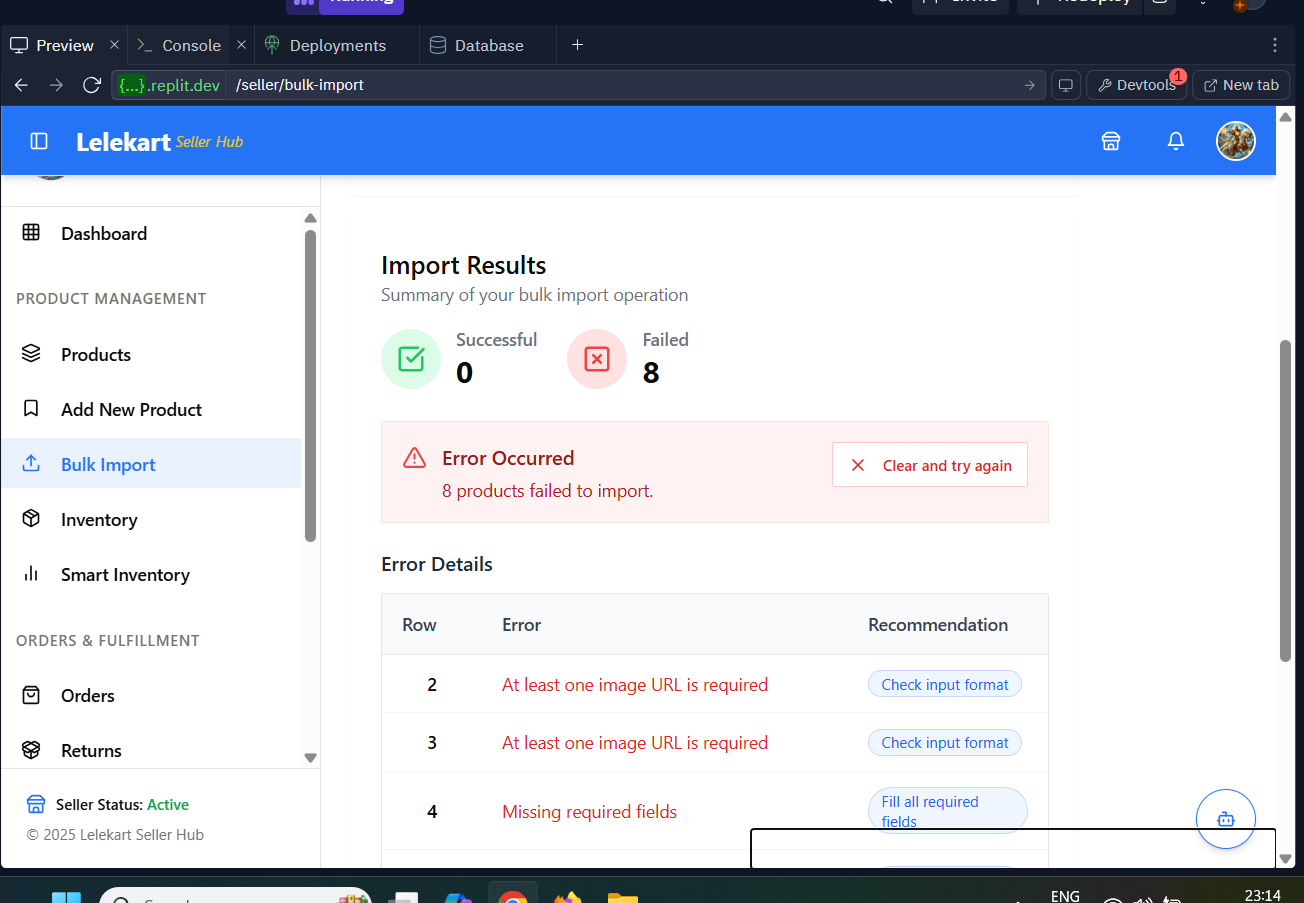 Running
Invite
Redeploy
Preview
Console
Deployments
Database
{...}.replit.dev
/seller/bulk-import
Devtools
1
New tab
Lelekart Seller Hub
Dashboard
PRODUCT MANAGEMENT
Products
Add New Product
Bulk Import
Inventory
Smart Inventory
ORDERS & FULFILLMENT
Orders
Returns
Seller Status: Active
© 2025 Lelekart Seller Hub
Import Results
Summary of your bulk import operation
Successful
0
Failed
8
Error Occurred
8 products failed to import.
Clear and try again
Error Details
Row Error Recommendation
2 At least one image URL is required Check input format
3 At least one image URL is required Check input format
4 Missing required fields Fill all required
fields
ENG
23:14